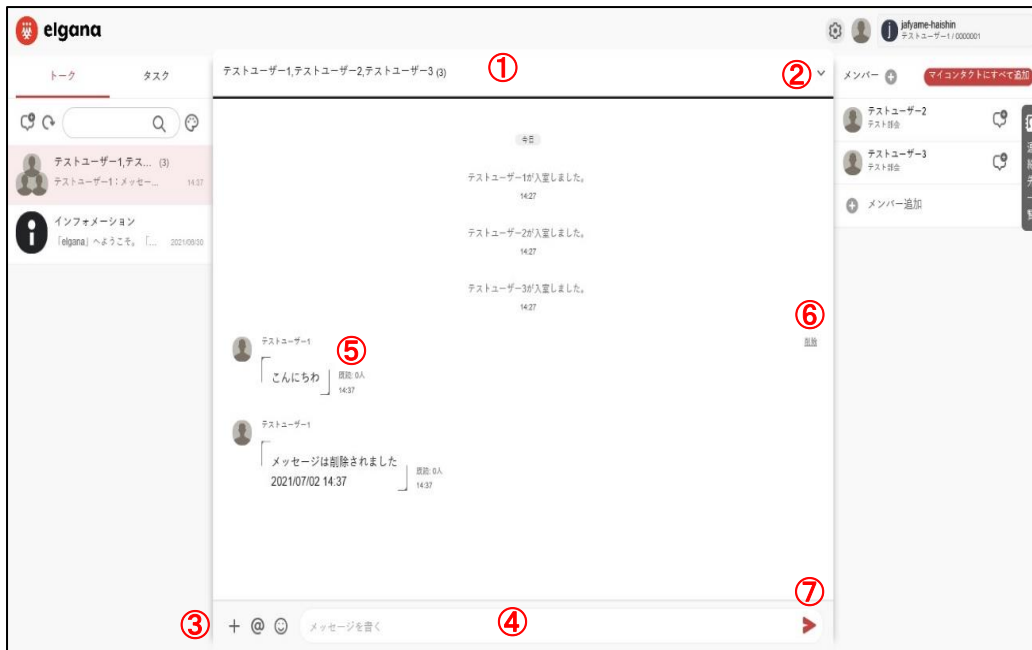 elgana
jafyame-haishin
テストユーザー1 / 0000001
トーク
タスク
テストユーザー1,テス... (3)
テストユーザー1：メッセー...
14:37
インフォメーション
「elgana」へようこそ。「...
2021/08/30
テストユーザー1,テストユーザー2,テストユーザー3 (3)
①
②
今日
テストユーザー1が入室しました。
14:27
テストユーザー2が入室しました。
14:27
テストユーザー3が入室しました。
14:27
⑥
削除
テストユーザー1
⑤
こんにちわ
既読: 0人
14:37
テストユーザー1
メッセージは削除されました
2021/07/02 14:37
既読: 0人
14:37
⑦
③
@
メッセージを書く
④
メンバー
マイコンタクトにすべて追加
テストユーザー2
テスト部会
テストユーザー3
テスト部会
メンバー追加
連絡先一覧